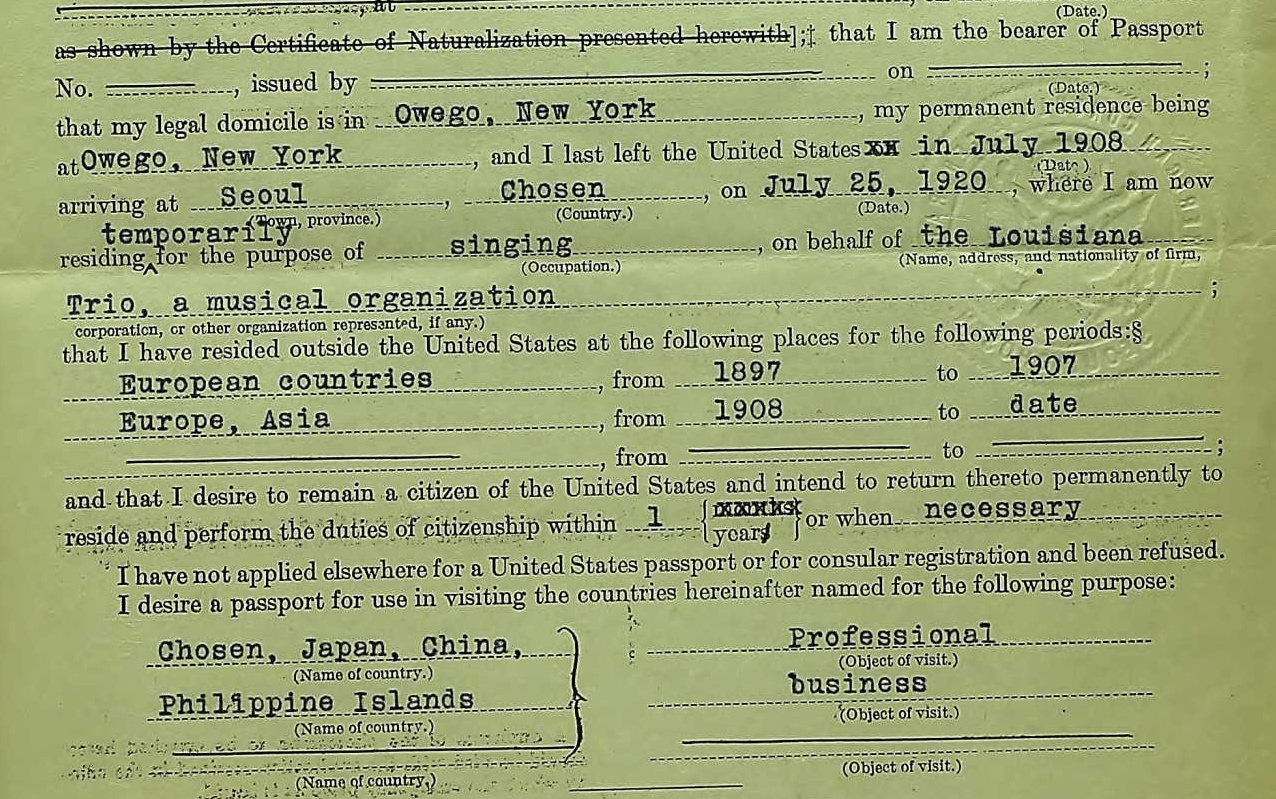 at
(Date.)
as shown by the Certificate of Naturalization presented herewith];‡ that I am the bearer of Passport
No. , issued by on ;
(Date.)
that my legal domicile is in Owego, New York , my permanent residence being
at Owego, New York , and I last left the United States xx in July 1908
(Date.)
arriving at Seoul , Chosen , on July 25, 1920 , where I am now
(Town, province.) (Country.) (Date.)
temporarily
residing ^ for the purpose of singing , on behalf of the Louisiana
(Occupation.) (Name, address, and nationality of firm,
Trio, a musical organization ;
corporation, or other organization represented, if any.)
that I have resided outside the United States at the following places for the following periods:§
European countries , from 1897 to 1907
Europe, Asia , from 1908 to date
, from to ;
and that I desire to remain a citizen of the United States and intend to return thereto permanently to
reside and perform the duties of citizenship within 1 { year } or when necessary
I have not applied elsewhere for a United States passport or for consular registration and been refused.
I desire a passport for use in visiting the countries hereinafter named for the following purpose:
Chosen, Japan, China, Professional
(Name of country.) (Object of visit.)
Philippine Islands business
(Name of country.) (Object of visit.)
(Name of country.) (Object of visit.)